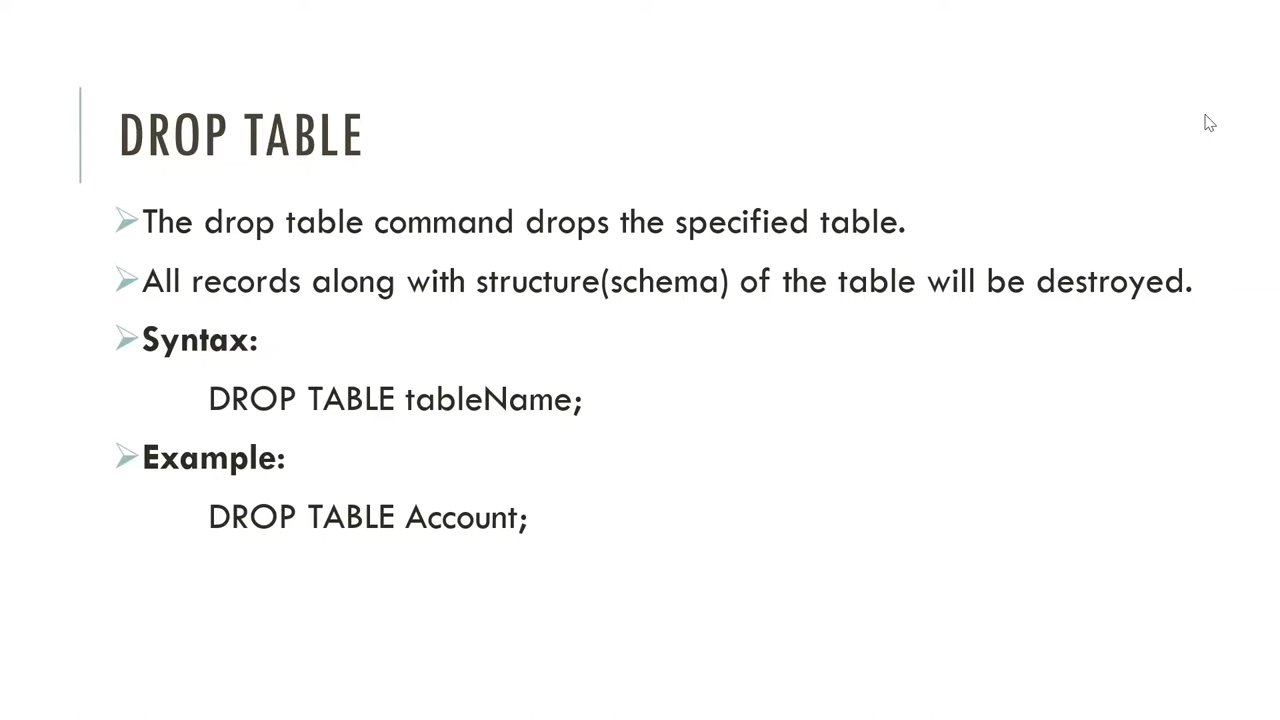 DROP TABLE
The drop table command drops the specified table.
All records along with structure(schema) of the table will be destroyed.
Syntax:
DROP TABLE tableName;
Example:
DROP TABLE Account;